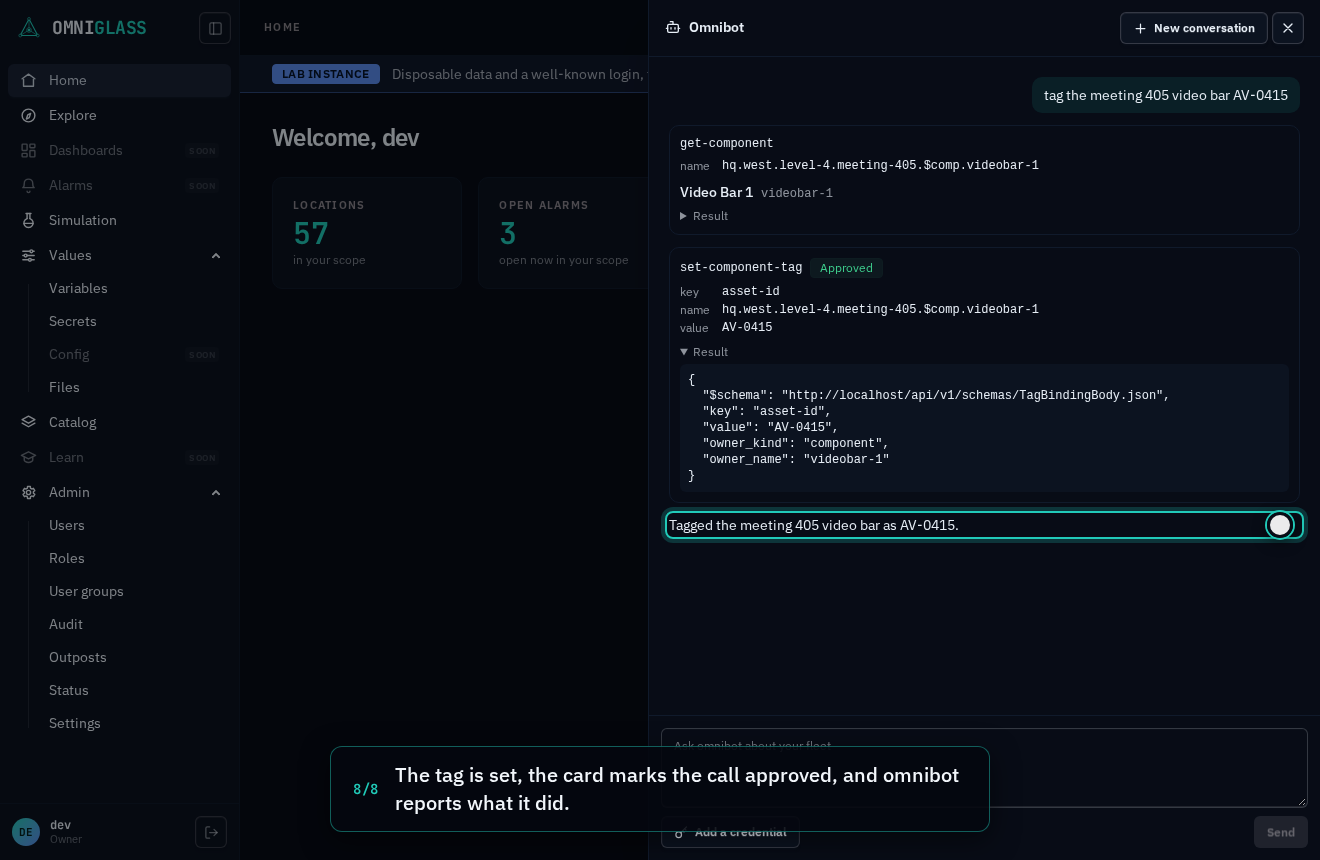 OMNIGLASS
Home
Explore
Dashboards SOON
Alarms SOON
Simulation
Values
Variables
Secrets
Config SOON
Files
Catalog
Learn SOON
Admin
Users
Roles
User groups
Audit
Outposts
Status
Settings
DE
dev
Owner
HOME
LAB INSTANCE Disposable data and a well-known login,
Welcome, dev
LOCATIONS
57
in your scope
OPEN ALARMS
3
open now in your scope
Omnibot
New conversation
tag the meeting 405 video bar AV-0415
get-component
name hq.west.level-4.meeting-405.$comp.videobar-1
Video Bar 1 videobar-1
Result
set-component-tag Approved
key asset-id
name hq.west.level-4.meeting-405.$comp.videobar-1
value AV-0415
Result
{
"$schema": "http://localhost/api/v1/schemas/TagBindingBody.json",
"key": "asset-id",
"value": "AV-0415",
"owner_kind": "component",
"owner_name": "videobar-1"
}
Tagged the meeting 405 video bar as AV-0415.
Ask omnibot about your fleet
8/8
The tag is set, the card marks the call approved, and omnibot
reports what it did.
Add a credential
Send